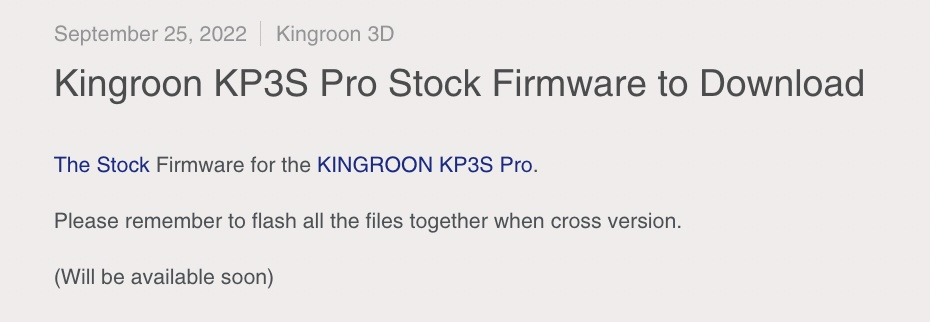 September 25, 2022 Kingroon 3D
Kingroon KP3S Pro Stock Firmware to Download
The Stock Firmware for the KINGROON KP3S Pro.
Please remember to flash all the files together when cross version.
(Will be available soon)